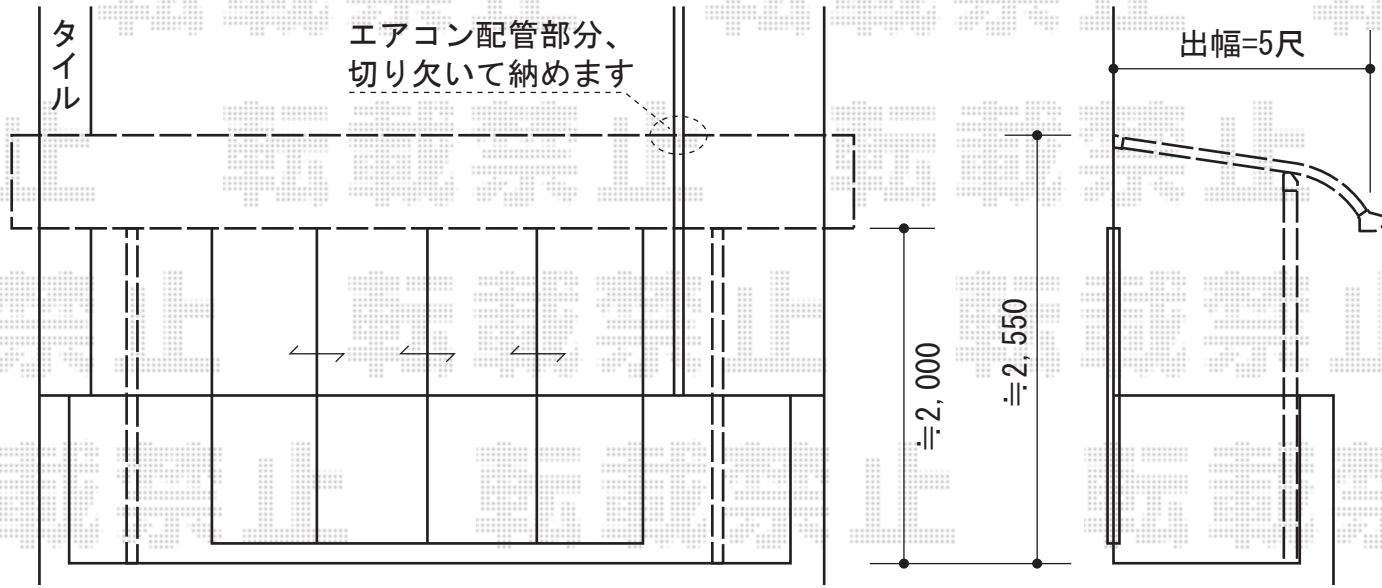 タイル
エアコン配管部分、
切り欠いて納めます
出幅=5尺
≒2,000
≒2,550
転載禁止